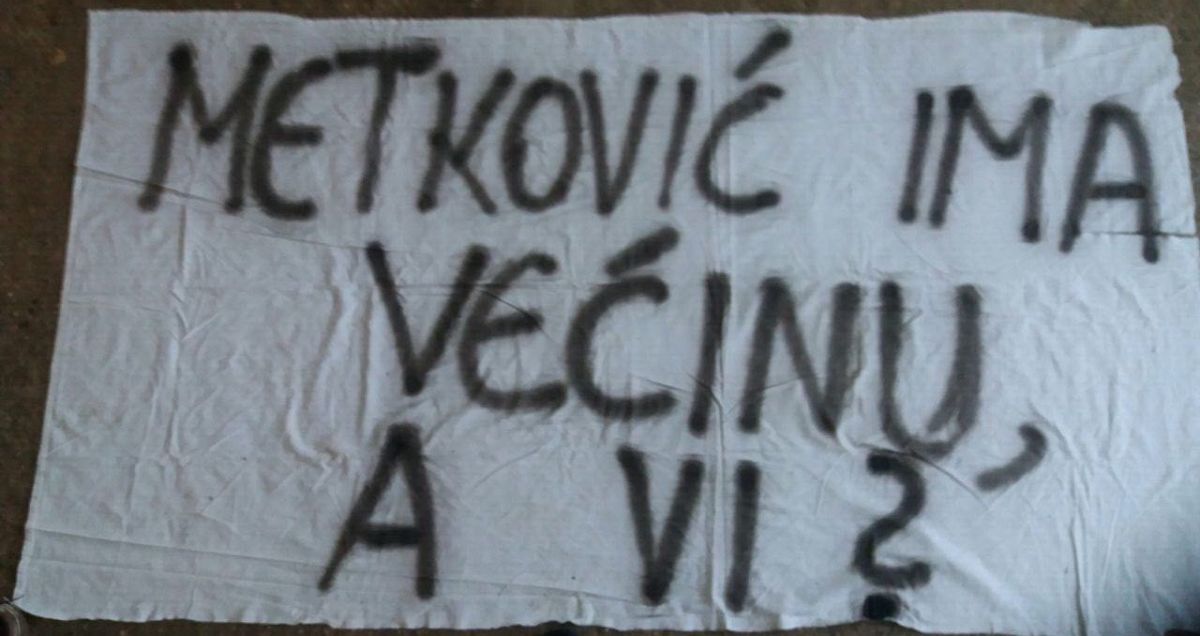 METKOVIĆ IMA
VEĆINU,
A VI?